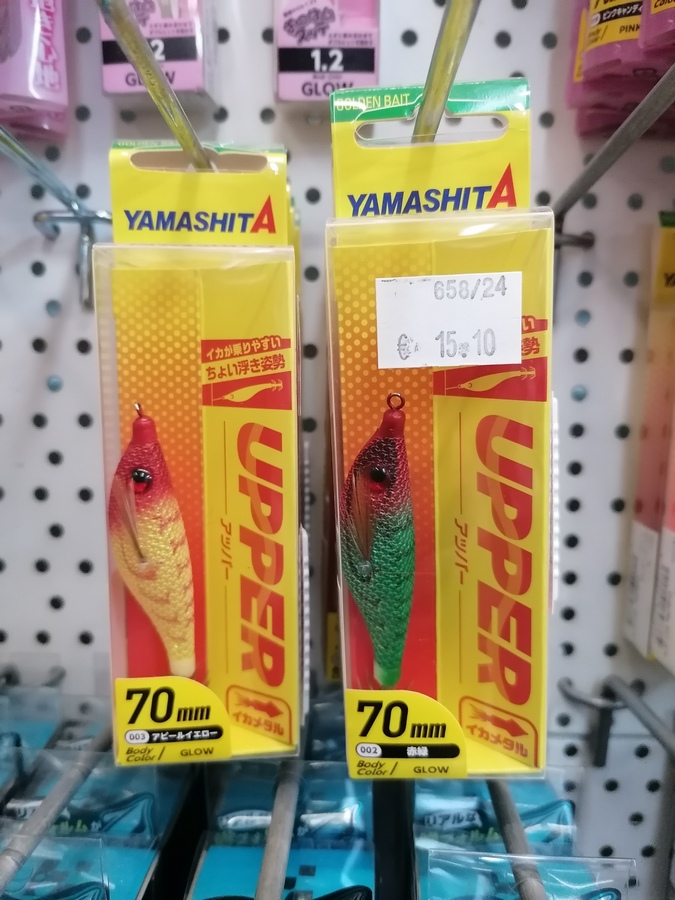 1.2
GLOW
GLOW
PINK
GOLDEN BAIT
YAMASHITA
イカが乗りやすい
ちょい浮き姿勢
UPPER
アッパー
イカメタル
70mm
003 アピールイエロー
Body Color/ GLOW
YAMASHITA
658/24
€ 15.10
UPPER
アッパー
イカメタル
70mm
002 赤緑
Body Color/ GLOW